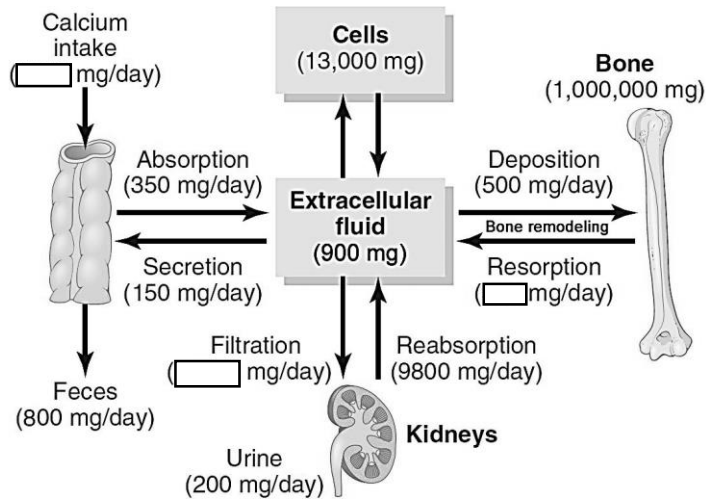 Calcium
intake
( mg/day)
Cells
(13,000 mg)
Bone
(1,000,000 mg)
Absorption
(350 mg/day)
Deposition
(500 mg/day)
Extracellular
fluid
(900 mg)
Bone remodeling
Secretion
(150 mg/day)
Resorption
( mg/day)
Filtration
( mg/day)
Reabsorption
(9800 mg/day)
Feces
(800 mg/day)
Kidneys
Urine
(200 mg/day)